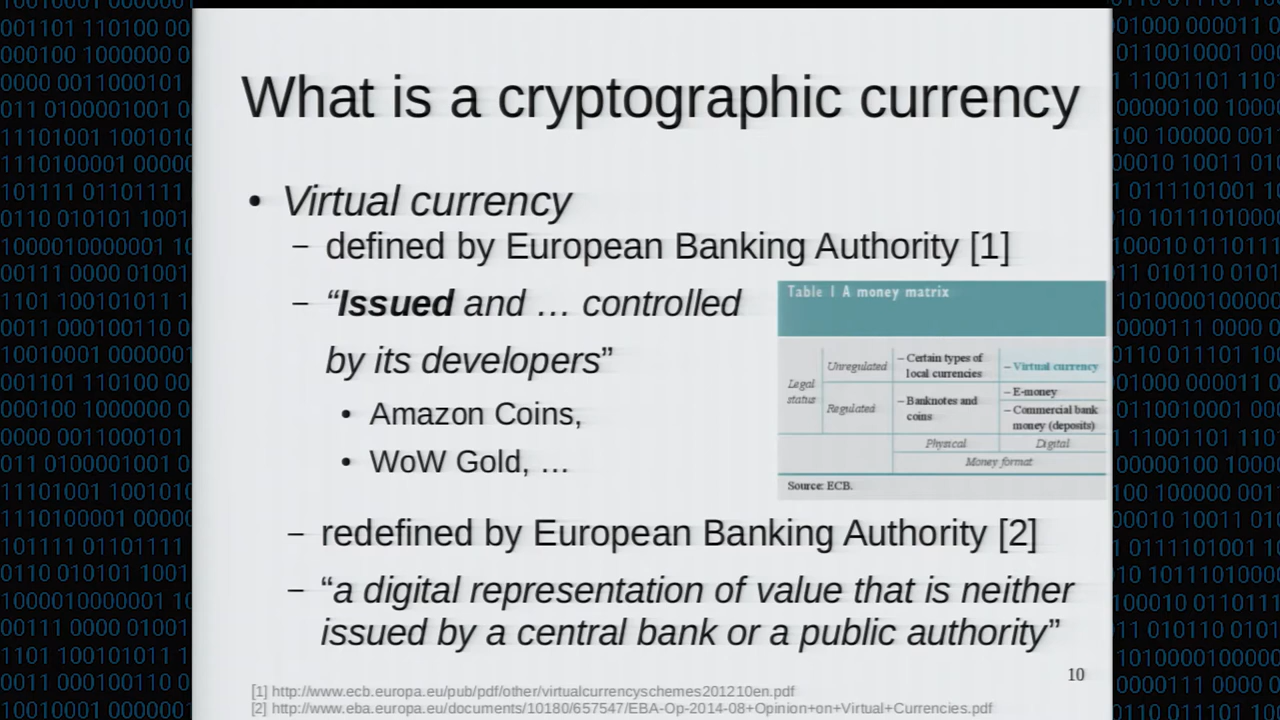 What is a cryptographic currency
• Virtual currency
– defined by European Banking Authority [1]
– “Issued and … controlled
by its developers”
• Amazon Coins,
• WoW Gold, …
Table 1 A money matrix
Legal
status
Unregulated
– Certain types of
local currencies
– Virtual currency
Regulated
– Banknotes and
coins
– E-money
– Commercial bank
money (deposits)
Physical
Digital
Money format
Source: ECB.
– redefined by European Banking Authority [2]
– “a digital representation of value that is neither
issued by a central bank or a public authority”
10
[1] http://www.ecb.europa.eu/pub/pdf/other/virtualcurrencyschemes201210en.pdf
[2] http://www.eba.europa.eu/documents/10180/657547/EBA-Op-2014-08+Opinion+on+Virtual+Currencies.pdf